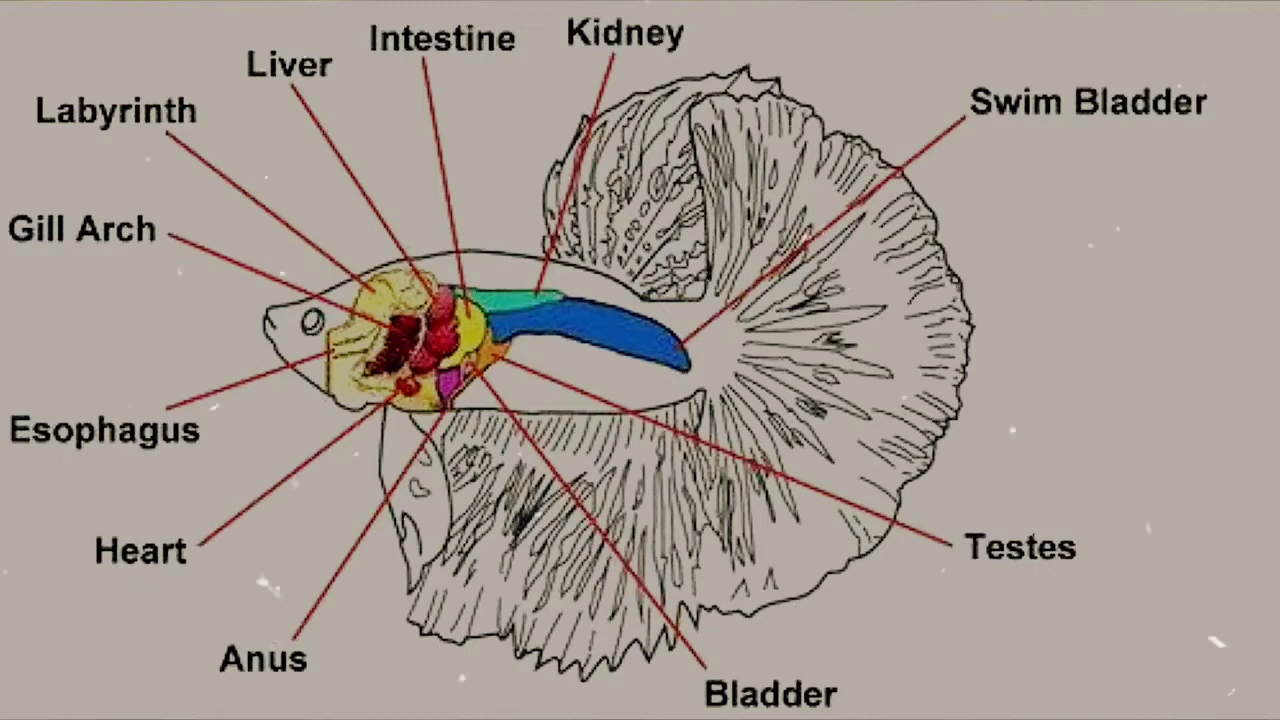 Intestine
Kidney
Liver
Labyrinth
Swim Bladder
Gill Arch
Esophagus
Heart
Testes
Anus
Bladder